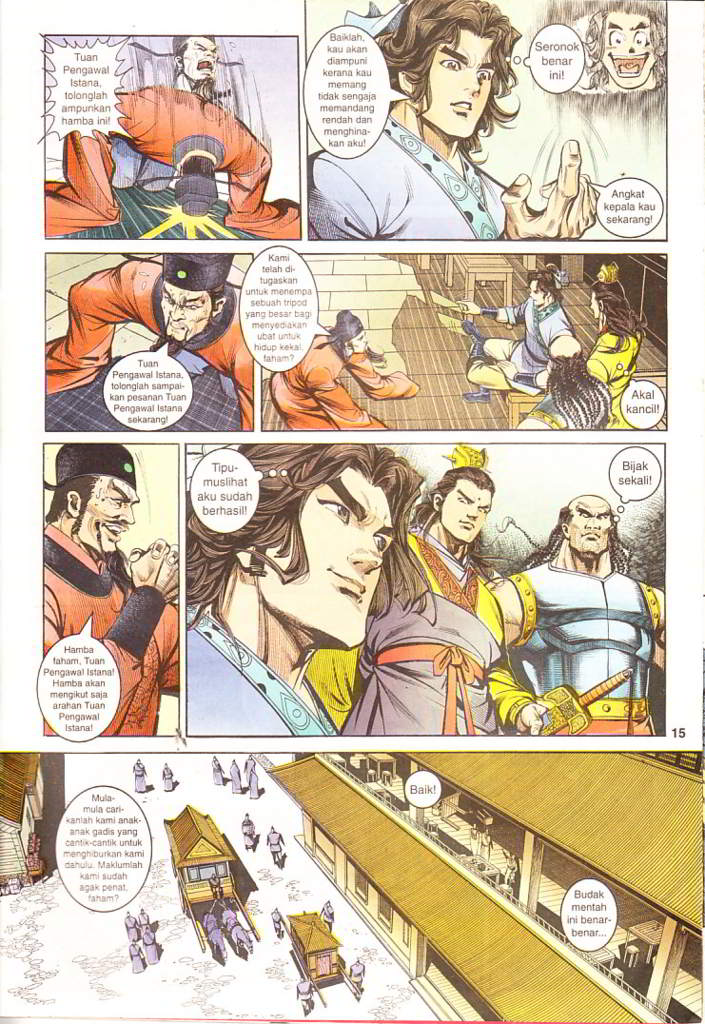 Tuan
Pengawal
Istana,
tolonglah
ampunkan
hamba ini!
Baiklah,
kau akan
diampuni
kerana kau
memang
tidak sengaja
memandang
rendah dan
menghina-
kan aku!
Seronok
benar
ini!
Angkat
kepala kau
sekarang!
Tuan
Pengawal Istana,
tolonglah sampai-
kan pesanan Tuan
Pengawal Istana
sekarang!
Kami
telah di-
tugaskan
untuk menempa
sebuah tripod
yang besar bagi
menyediakan
ubat untuk
hidup kekal,
faham?
Akal
kancil!
Hamba
faham, Tuan
Pengawal Istana!
Hamba akan
mengikut saja
arahan Tuan
Pengawal
Istana!
Tipu-
muslihat
aku sudah
berhasil!
Bijak
sekali!
15
Mula-
mula cari-
kanlah kami anak-
anak gadis yang
cantik-cantik untuk
menghiburkan kami
dahulu. Maklumlah
kami sudah
agak penat,
faham?
Baik!
Budak
mentah
ini benar-
benar...